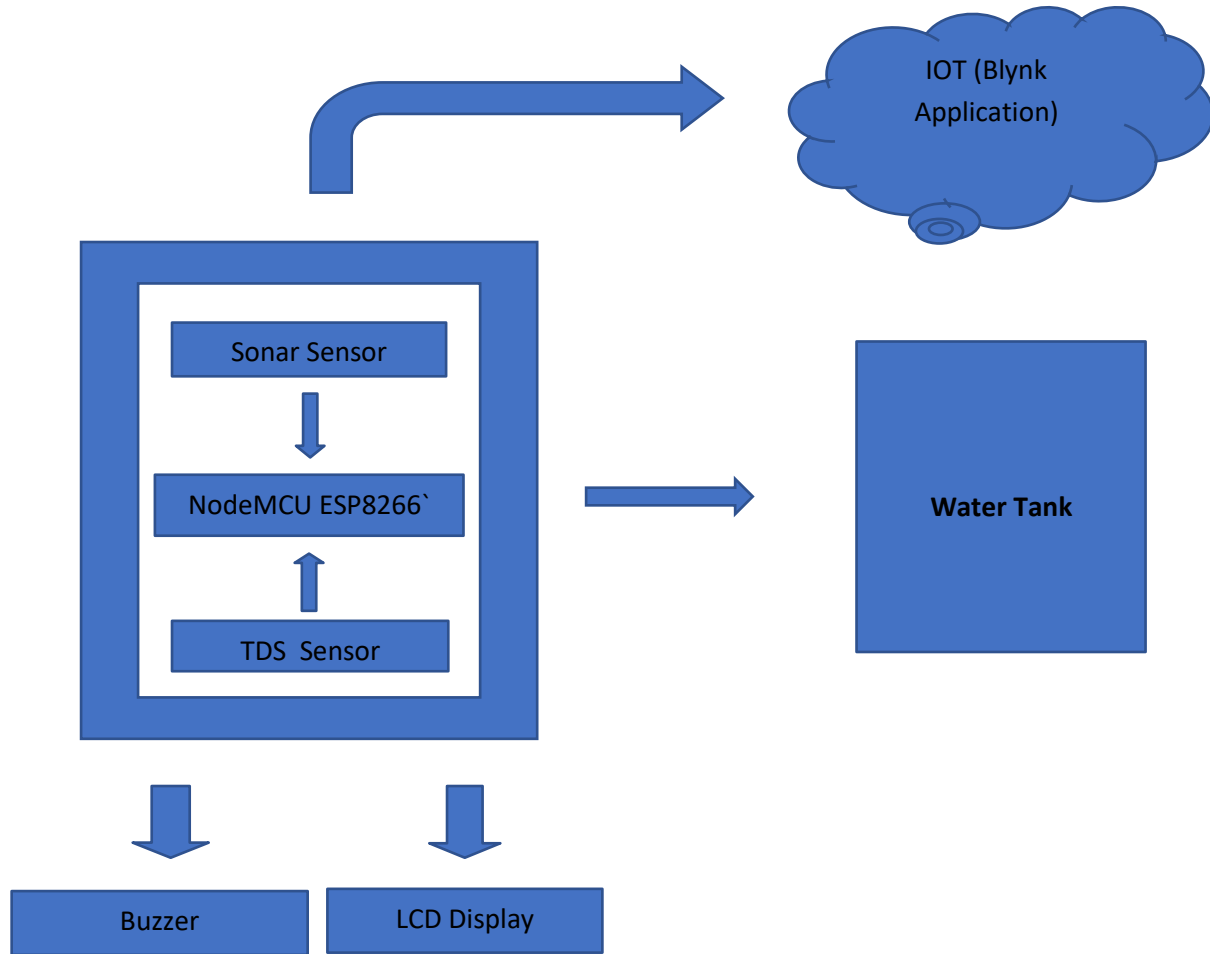 IOT (Blynk
Application)
Sonar Sensor
NodeMCU ESP8266`
Water Tank
TDS  Sensor
Buzzer
LCD Display